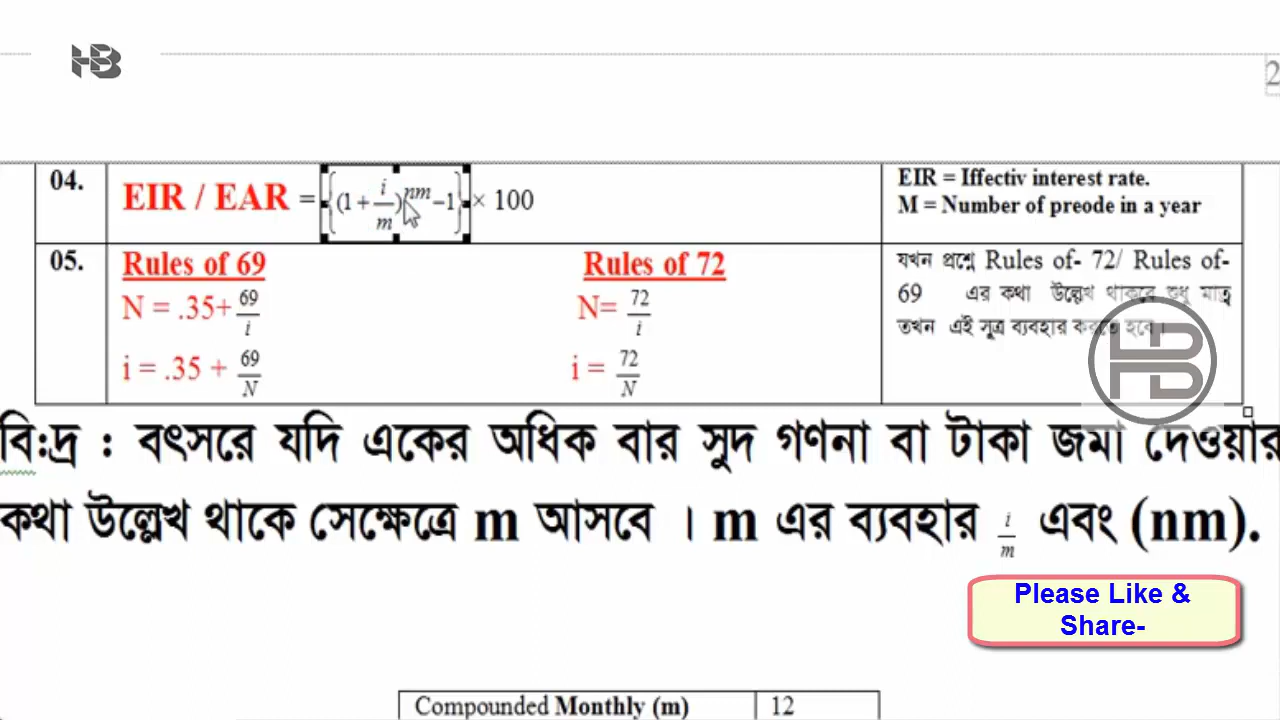 HB
2
04.
EIR / EAR = {(1 + i/m)^nm − 1} × 100
EIR = Iffectiv interest rate.
M = Number of preode in a year
05.
Rules of 69
N = .35+ 69/i
i = .35 + 69/N
Rules of 72
N= 72/i
i = 72/N
যখন প্রশ্নে Rules of- 72/ Rules of-
69 এর কথা উল্লেখ থাকবে শুধু মাত্র
তখন এই সুত্র ব্যবহার করতে হবে।
বি:দ্র : বৎসরে যদি একের অধিক বার সুদ গণনা বা টাকা জমা দেওয়ার
কথা উল্লেখ থাকে সেক্ষেত্রে m আসবে । m এর ব্যবহার i/m এবং (nm).
Please Like &
Share-
Compounded Monthly (m) 12